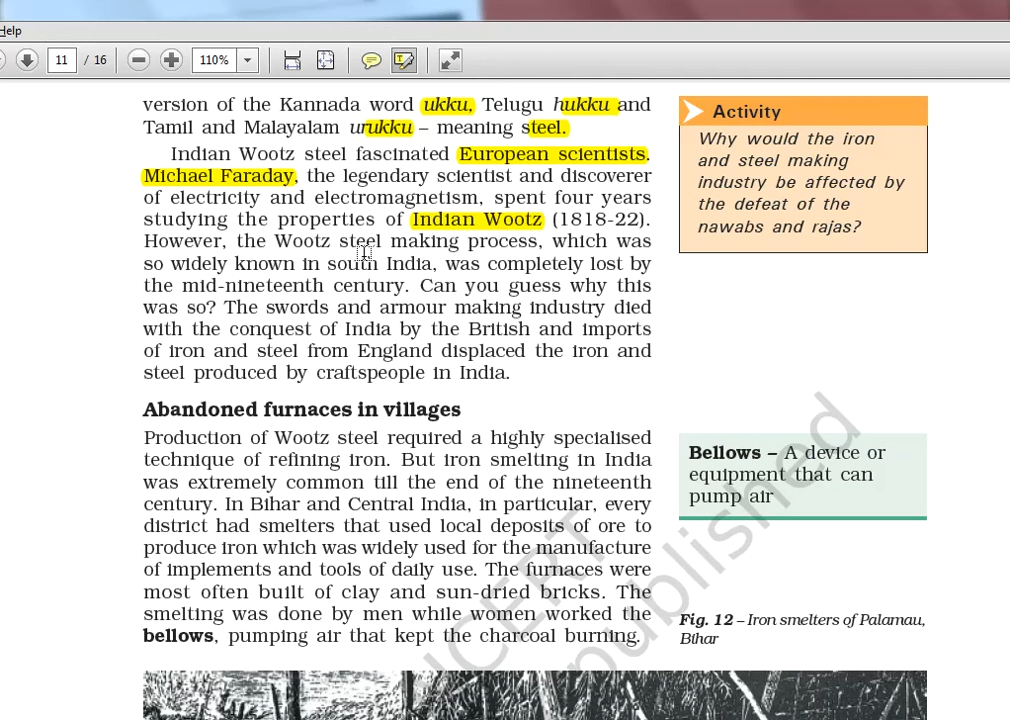 Help
11 / 16
110%
version of the Kannada word ukku, Telugu hukku and
Tamil and Malayalam urukku – meaning steel.
Indian Wootz steel fascinated European scientists.
Michael Faraday, the legendary scientist and discoverer
of electricity and electromagnetism, spent four years
studying the properties of Indian Wootz (1818-22).
However, the Wootz steel making process, which was
so widely known in south India, was completely lost by
the mid-nineteenth century. Can you guess why this
was so? The swords and armour making industry died
with the conquest of India by the British and imports
of iron and steel from England displaced the iron and
steel produced by craftspeople in India.
Abandoned furnaces in villages
Production of Wootz steel required a highly specialised
technique of refining iron. But iron smelting in India
was extremely common till the end of the nineteenth
century. In Bihar and Central India, in particular, every
district had smelters that used local deposits of ore to
produce iron which was widely used for the manufacture
of implements and tools of daily use. The furnaces were
most often built of clay and sun-dried bricks. The
smelting was done by men while women worked the
bellows, pumping air that kept the charcoal burning.
Activity
Why would the iron
and steel making
industry be affected by
the defeat of the
nawabs and rajas?
Bellows – A device or
equipment that can
pump air
Fig. 12 – Iron smelters of Palamau,
Bihar
NCERT
published